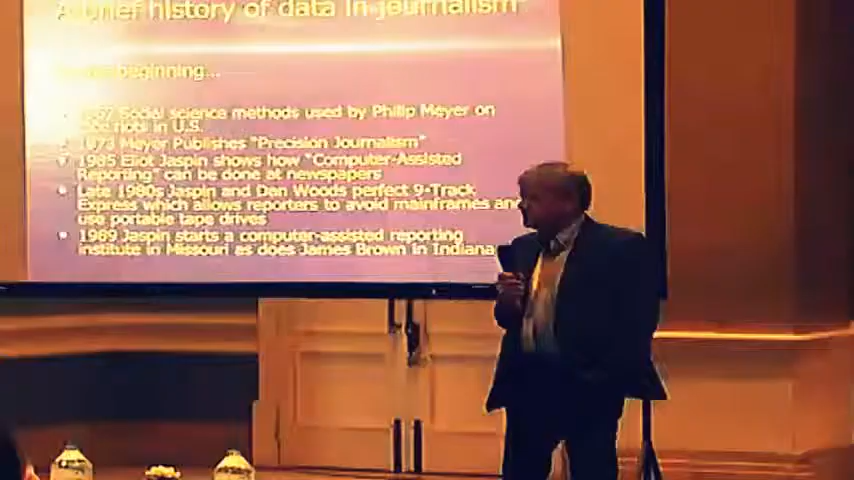 A brief history of data in journalism
beginning...
Social science methods used by Philip Meyer on
riots in U.S.
1973 Meyer Publishes "Precision Journalism"
• 1985 Eliot Jaspin shows how "Computer-Assisted
Reporting" can be done at newspapers
• Late 1980s Jaspin and Dan Woods perfect 9-Track
Express which allows reporters to avoid mainframes and
use portable tape drives
• 1989 Jaspin starts a computer-assisted reporting
institute in Missouri as does James Brown in Indiana